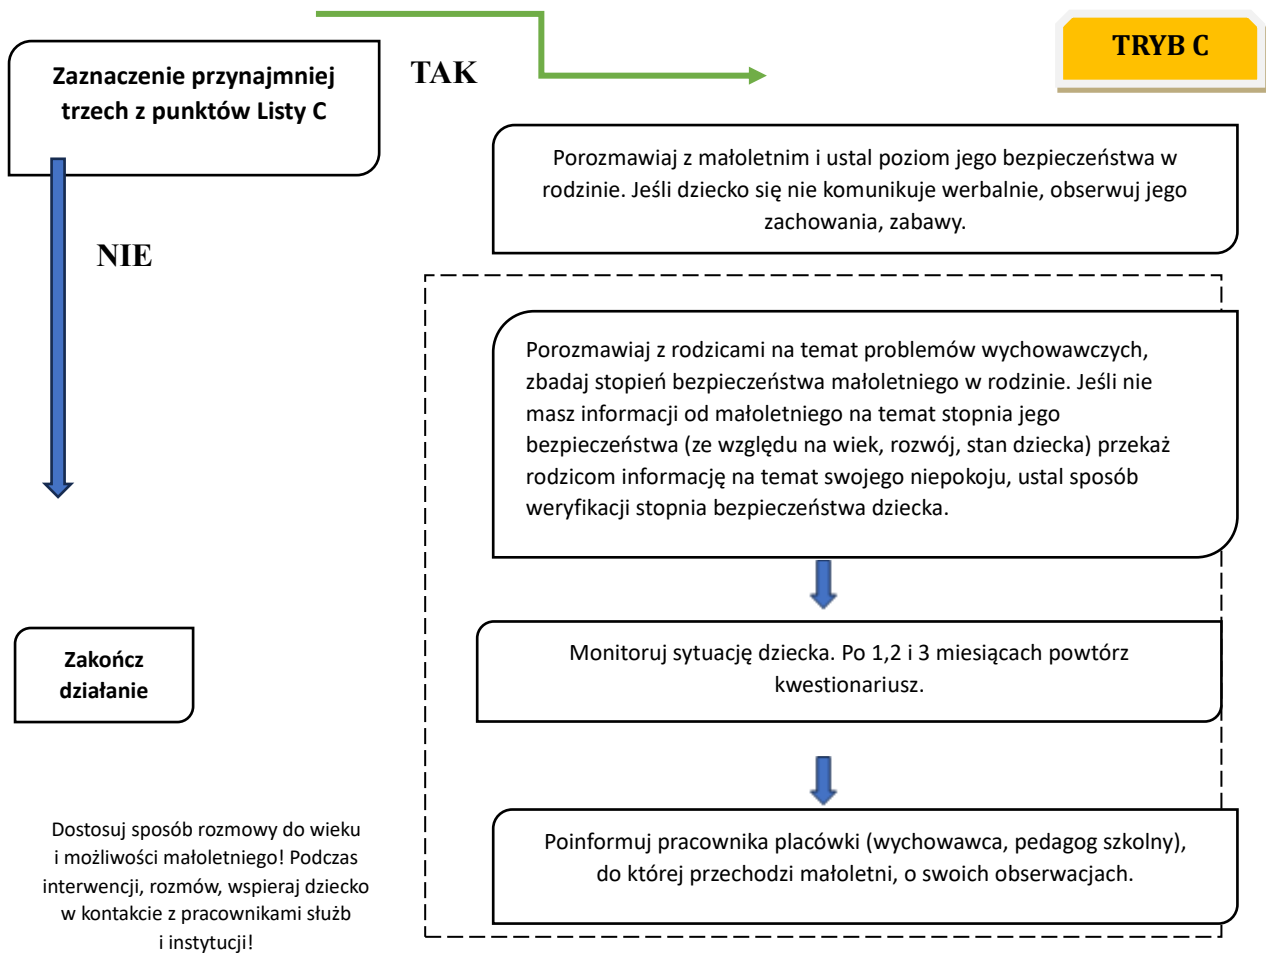 TRYB C
Zaznaczenie przynajmniej
trzech z punktów Listy C
TAK
Porozmawiaj z małoletnim i ustal poziom jego bezpieczeństwa w
rodzinie. Jeśli dziecko się nie komunikuje werbalnie, obserwuj jego
zachowania, zabawy.
NIE
Porozmawiaj z rodzicami na temat problemów wychowawczych,
zbadaj stopień bezpieczeństwa małoletniego w rodzinie. Jeśli nie
masz informacji od małoletniego na temat stopnia jego
bezpieczeństwa (ze względu na wiek, rozwój, stan dziecka) przekaż
rodzicom informację na temat swojego niepokoju, ustal sposób
weryfikacji stopnia bezpieczeństwa dziecka.
Zakończ
działanie
Monitoruj sytuację dziecka. Po 1,2 i 3 miesiącach powtórz
kwestionariusz.
Poinformuj pracownika placówki (wychowawca, pedagog szkolny),
do której przechodzi małoletni, o swoich obserwacjach.
Dostosuj sposób rozmowy do wieku
i możliwości małoletniego! Podczas
interwencji, rozmów, wspieraj dziecko
w kontakcie z pracownikami służb
i instytucji!